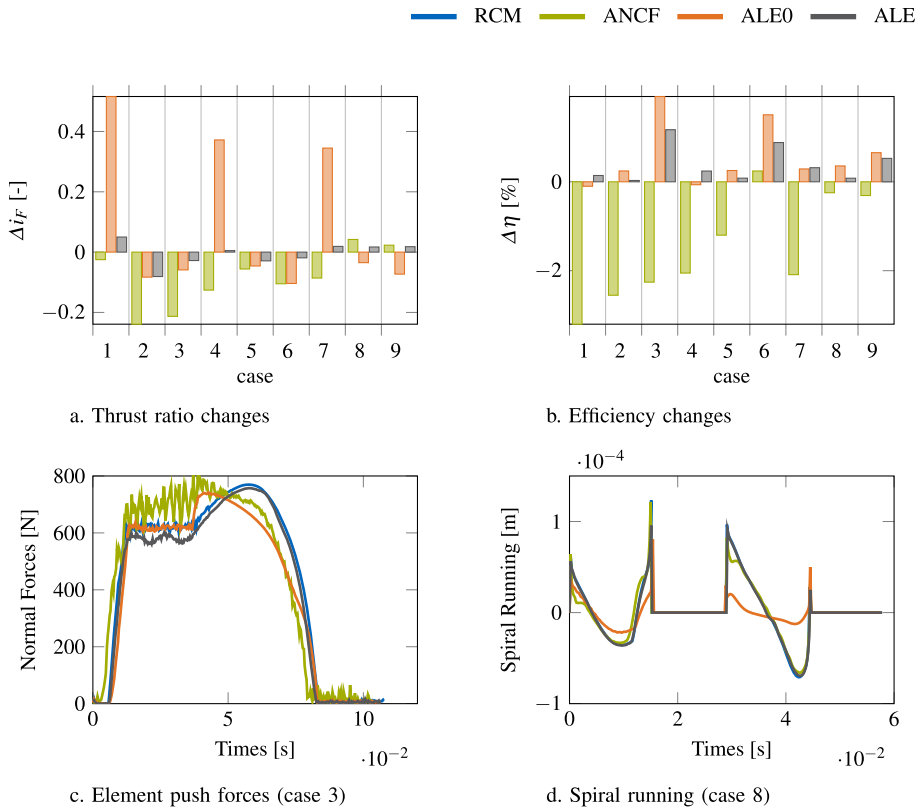 RCM ANCF ALE0 ALE
0.4
0.2
0
−0.2
Δi_F [-]
1 2 3 4 5 6 7 8 9
case
a. Thrust ratio changes
0
−2
Δη [%]
1 2 3 4 5 6 7 8 9
case
b. Efficiency changes
800
600
400
200
0
Normal Forces [N]
0 5 10
Times [s]
·10⁻²
c. Element push forces (case 3)
·10⁻⁴
1
0
−1
Spiral Running [m]
0 2 4 6
Times [s]
·10⁻²
d. Spiral running (case 8)